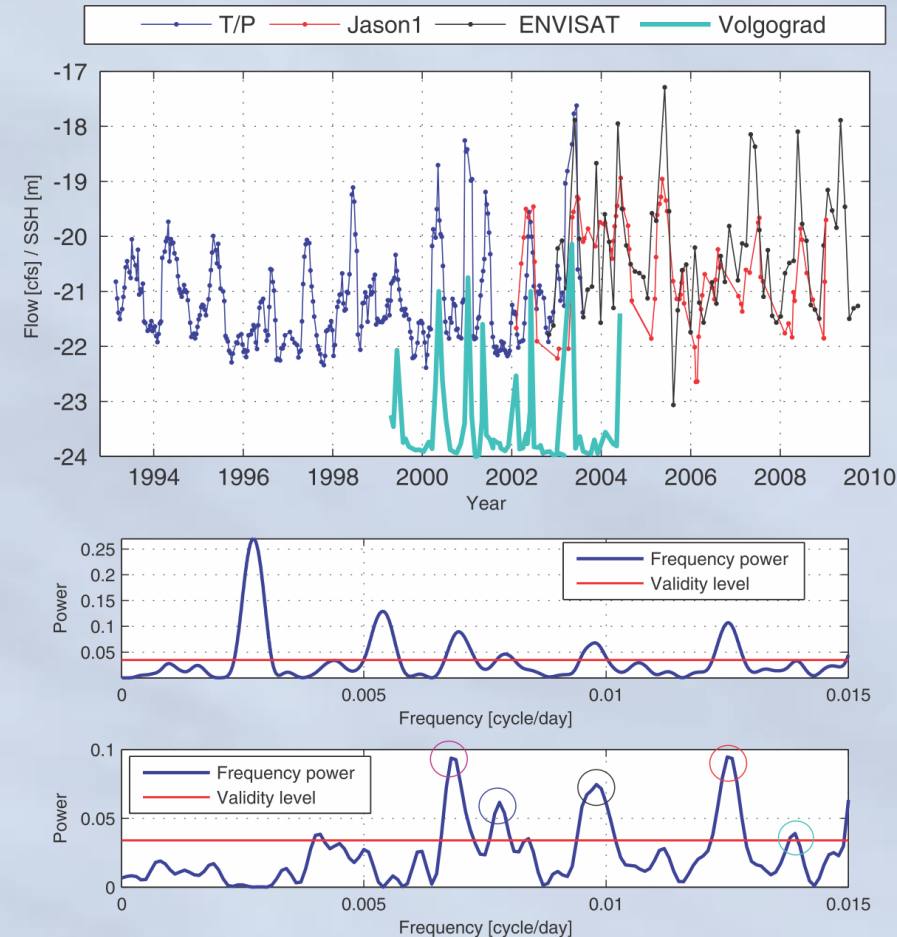 T/P Jason1 ENVISAT Volgograd
-17
-18
-19
-20
-21
-22
-23
-24
Flow [cfs] / SSH [m]
1994 1996 1998 2000 2002 2004 2006 2008 2010
Year
0.25
0.2
0.15
0.1
0.05
Power
Frequency power
Validity level
0 0.005 0.01 0.015
Frequency [cycle/day]
0.1
0.05
0
Power
Frequency power
Validity level
0 0.005 0.01 0.015
Frequency [cycle/day]